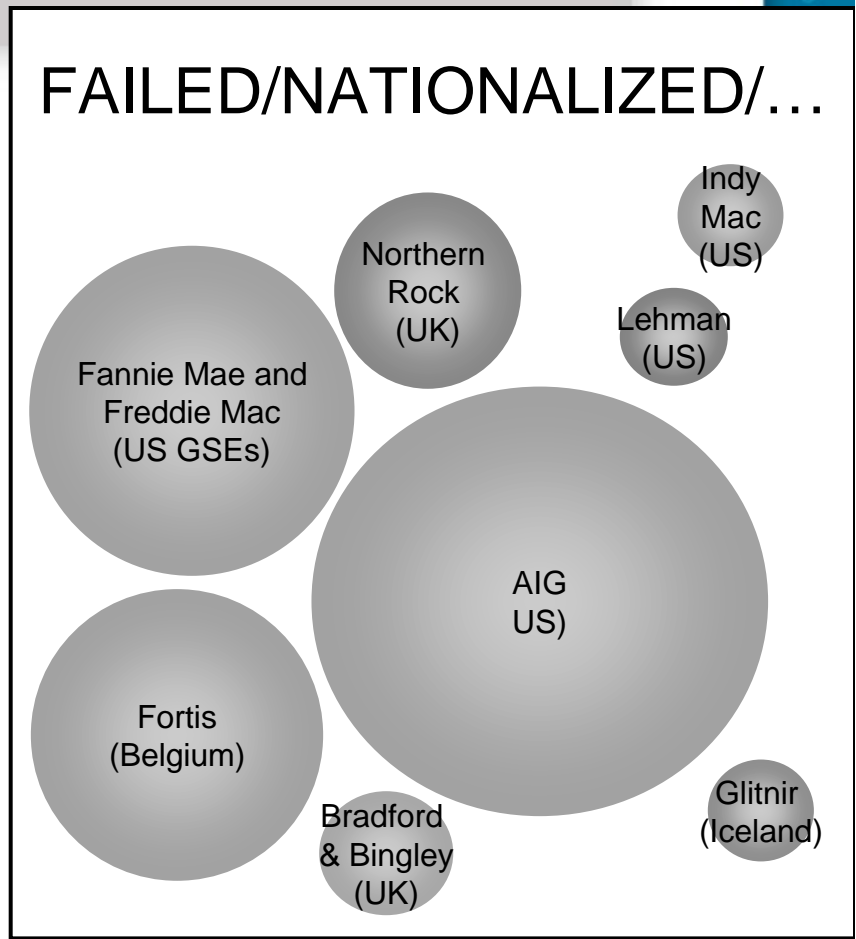 FAILED/NATIONALIZED/…
Indy
Mac
(US)
Northern
Rock
(UK)
Lehman
(US)
Fannie Mae and
Freddie Mac
(US GSEs)
AIG
US)
Fortis
(Belgium)
Glitnir
(Iceland)
Bradford
& Bingley
(UK)